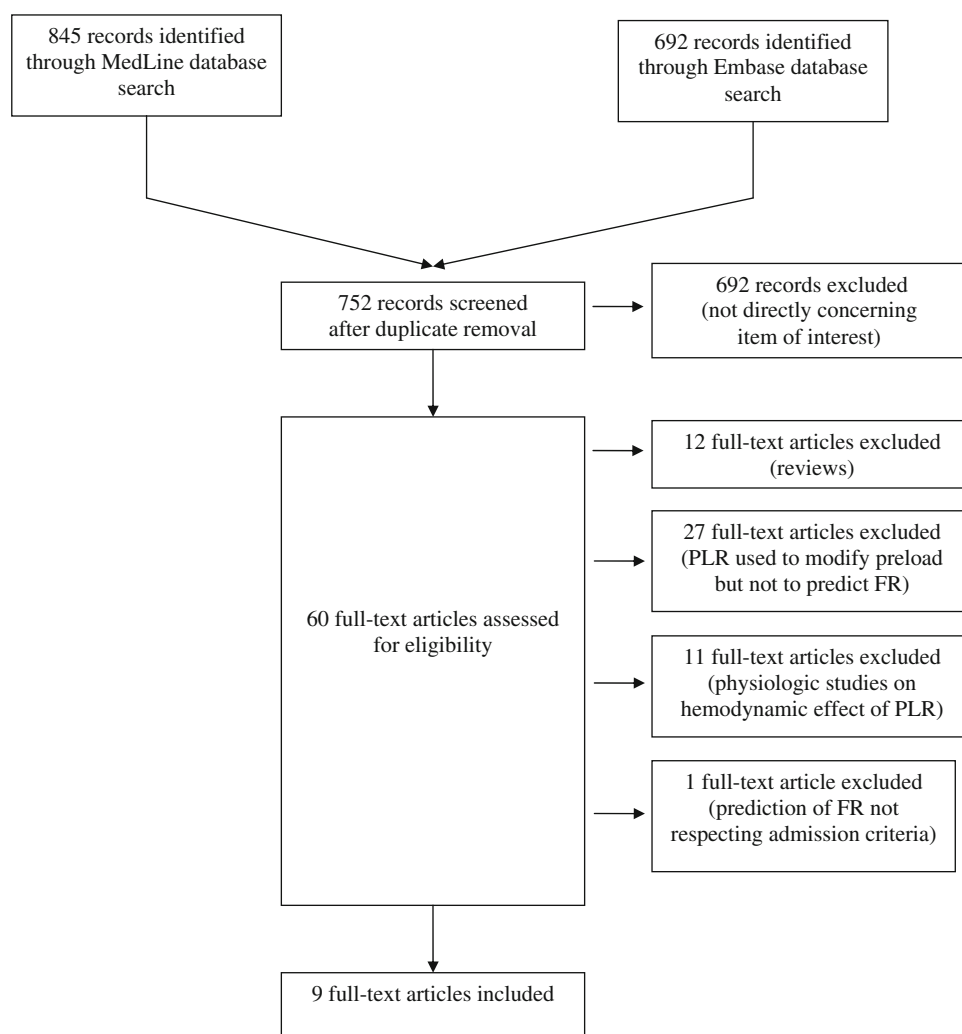 845 records identified
through MedLine database
search
692 records identified
through Embase database
search
752 records screened
after duplicate removal
692 records excluded
(not directly concerning
item of interest)
60 full-text articles assessed
for eligibility
12 full-text articles excluded
(reviews)
27 full-text articles excluded
(PLR used to modify preload
but not to predict FR)
11 full-text articles excluded
(physiologic studies on
hemodynamic effect of PLR)
1 full-text article excluded
(prediction of FR not
respecting admission criteria)
9 full-text articles included